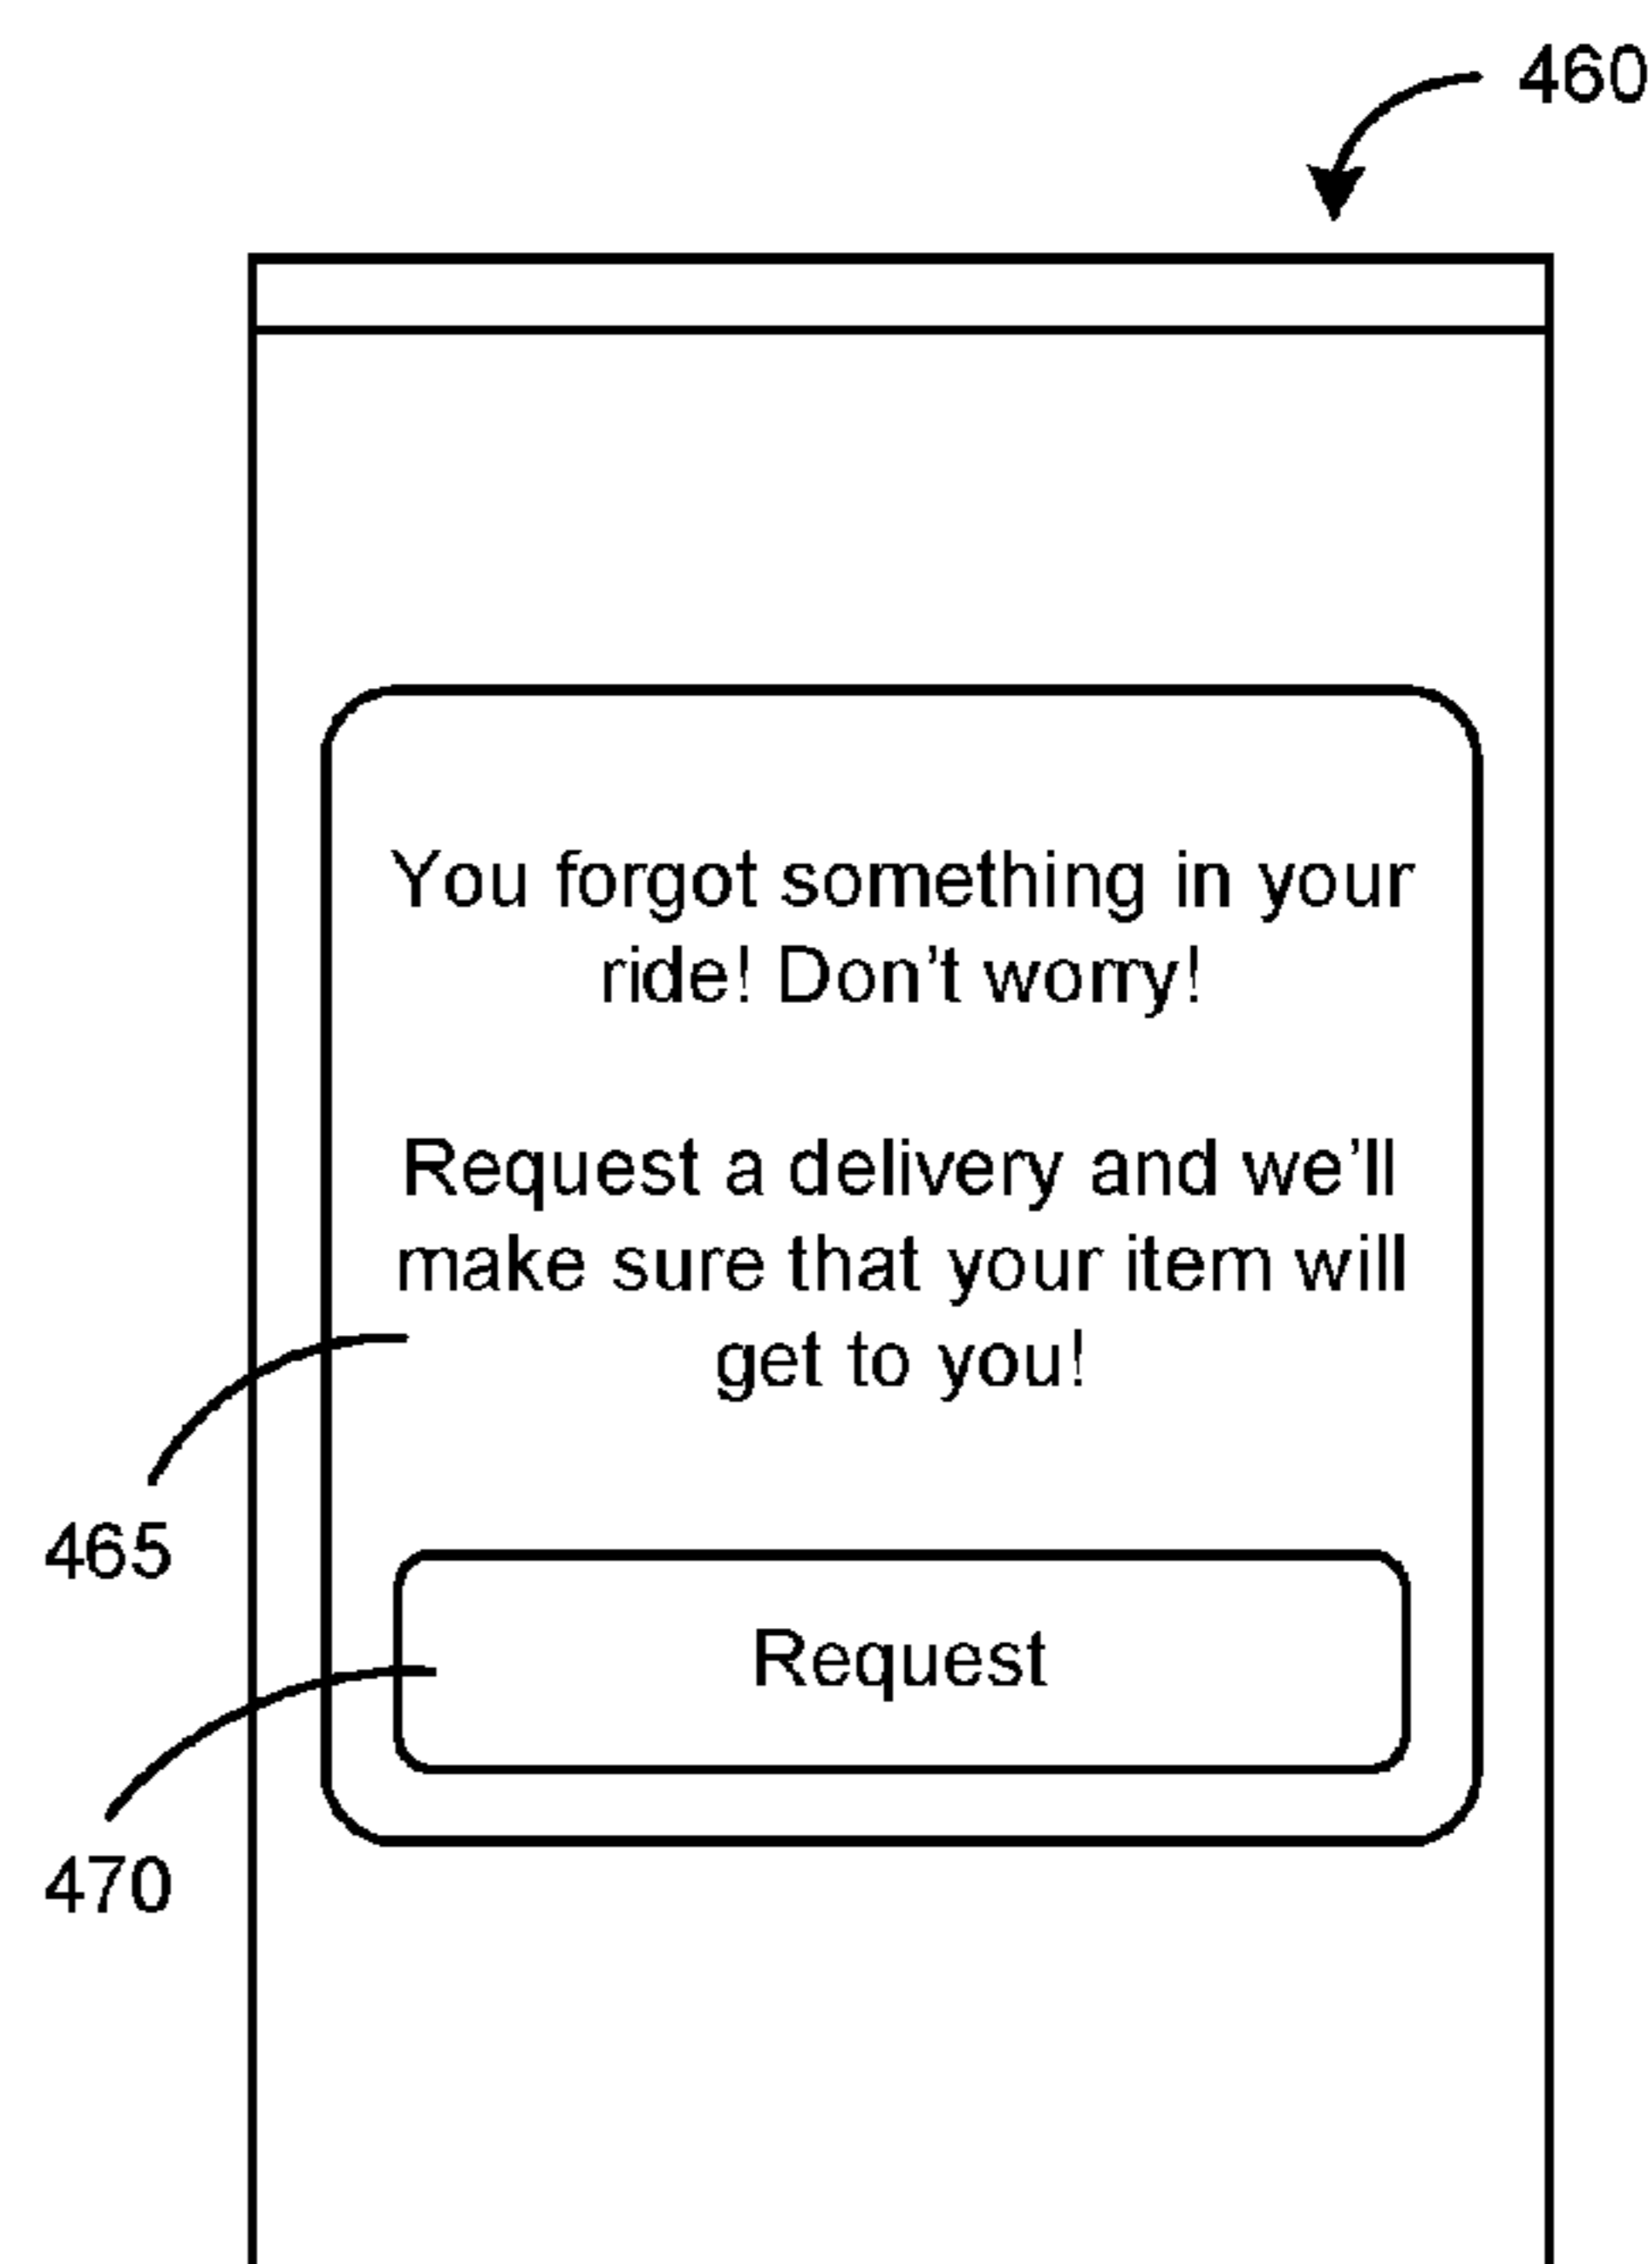 460
You forgot something in your
ride! Don't worry!
Request a delivery and we'll
make sure that your item will
get to you!
465
Request
470